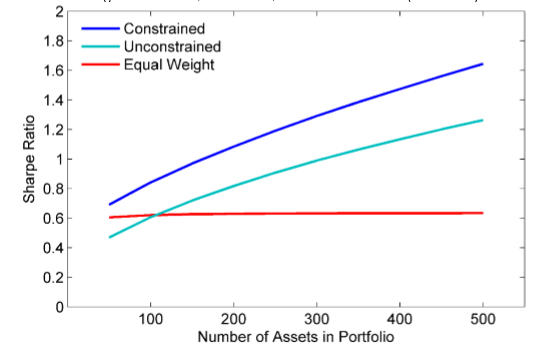 2
1.8
1.6
1.4
1.2
1
0.8
0.6
0.4
0.2
0
Sharpe Ratio
Constrained
Unconstrained
Equal Weight
100 200 300 400 500
Number of Assets in Portfolio